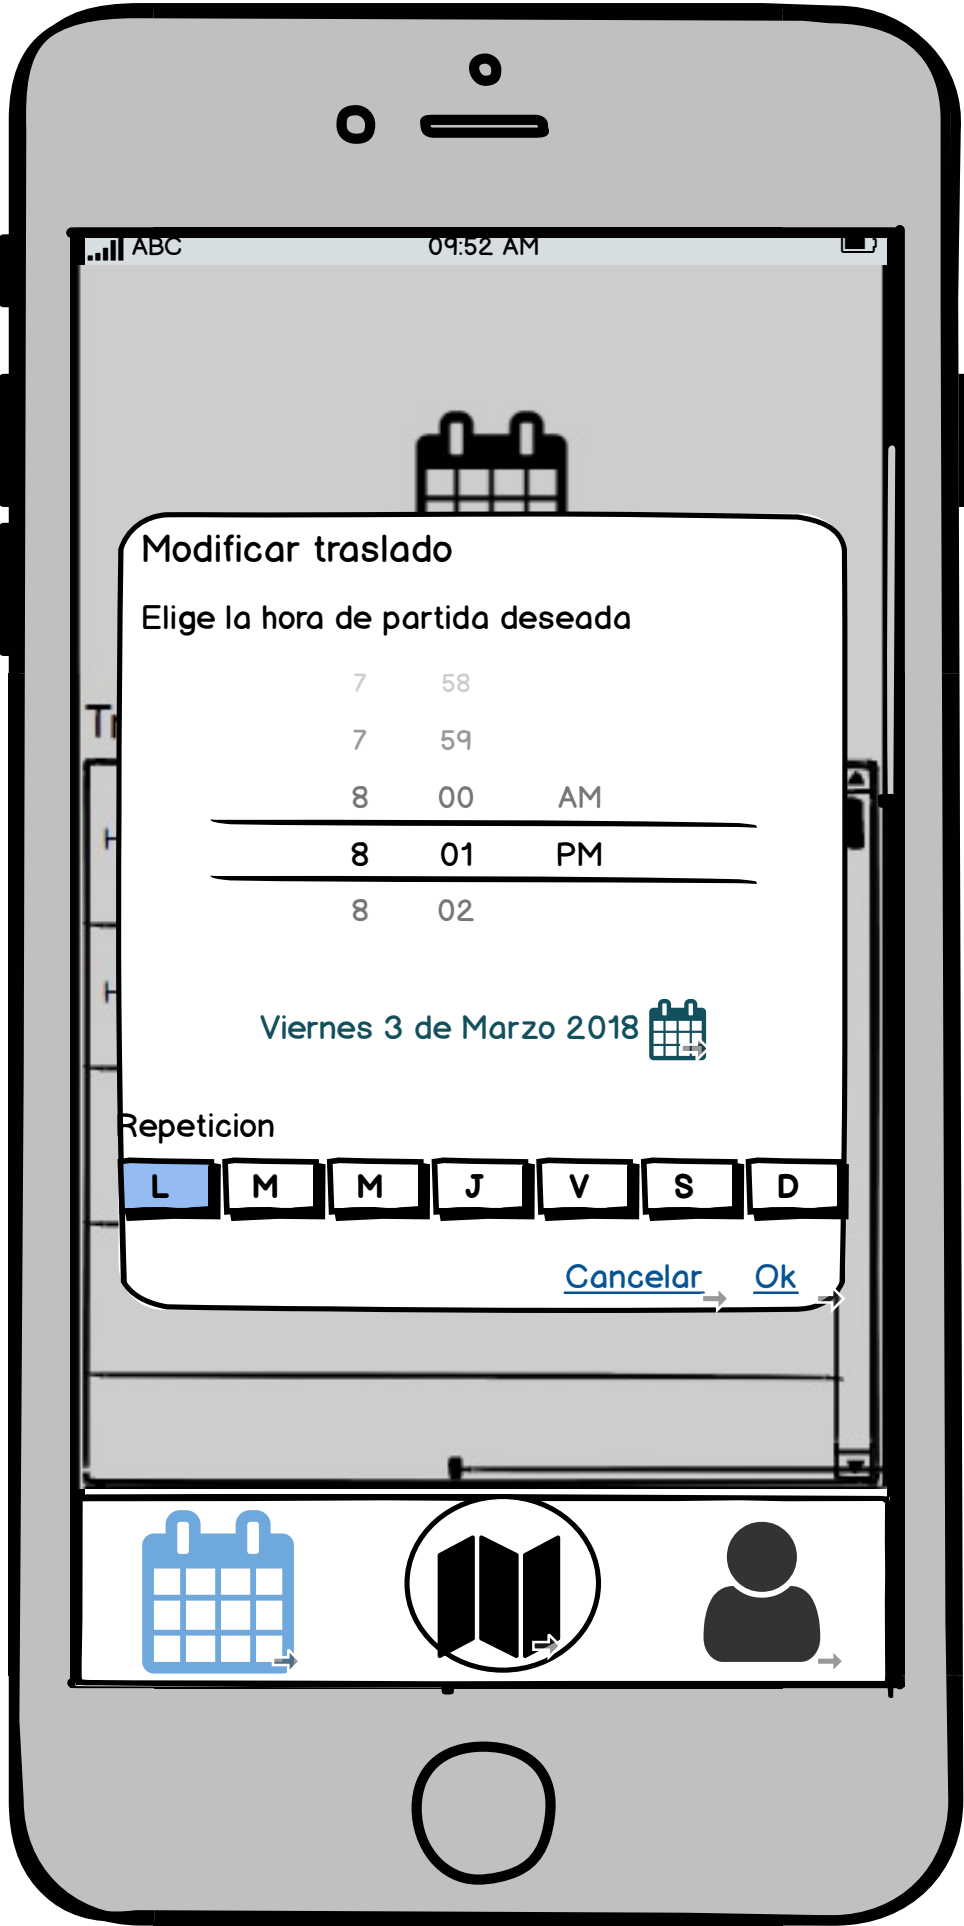 ABC 09:52 AM
Modificar traslado
Elige la hora de partida deseada
7 58
7 59
8 00 AM
8 01 PM
8 02
Viernes 3 de Marzo 2018
Repeticion
L M M J V S D
Cancelar Ok